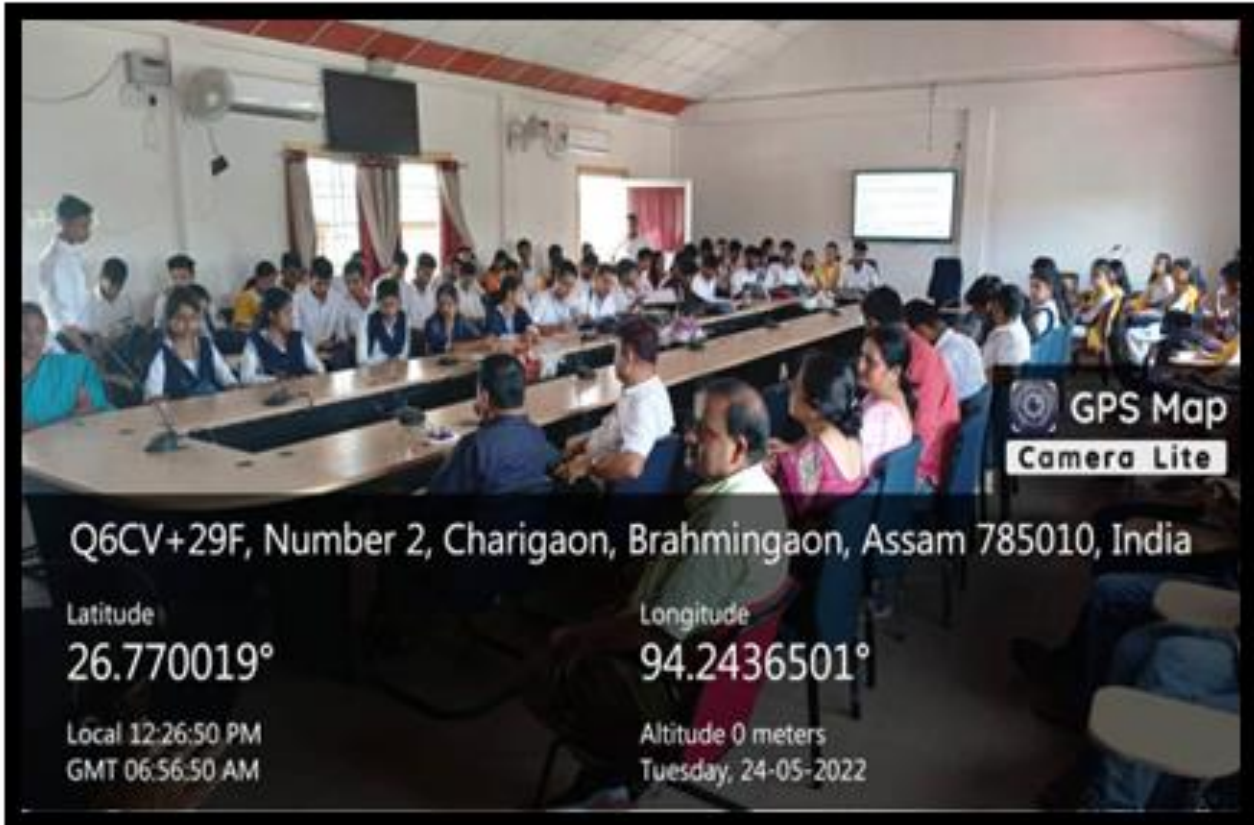 GPS Map
Camera Lite
Q6CV+29F, Number 2, Charigaon, Brahmingaon, Assam 785010, India
Latitude
26.770019°
Longitude
94.2436501°
Local 12:26:50 PM
GMT 06:56:50 AM
Altitude 0 meters
Tuesday, 24-05-2022